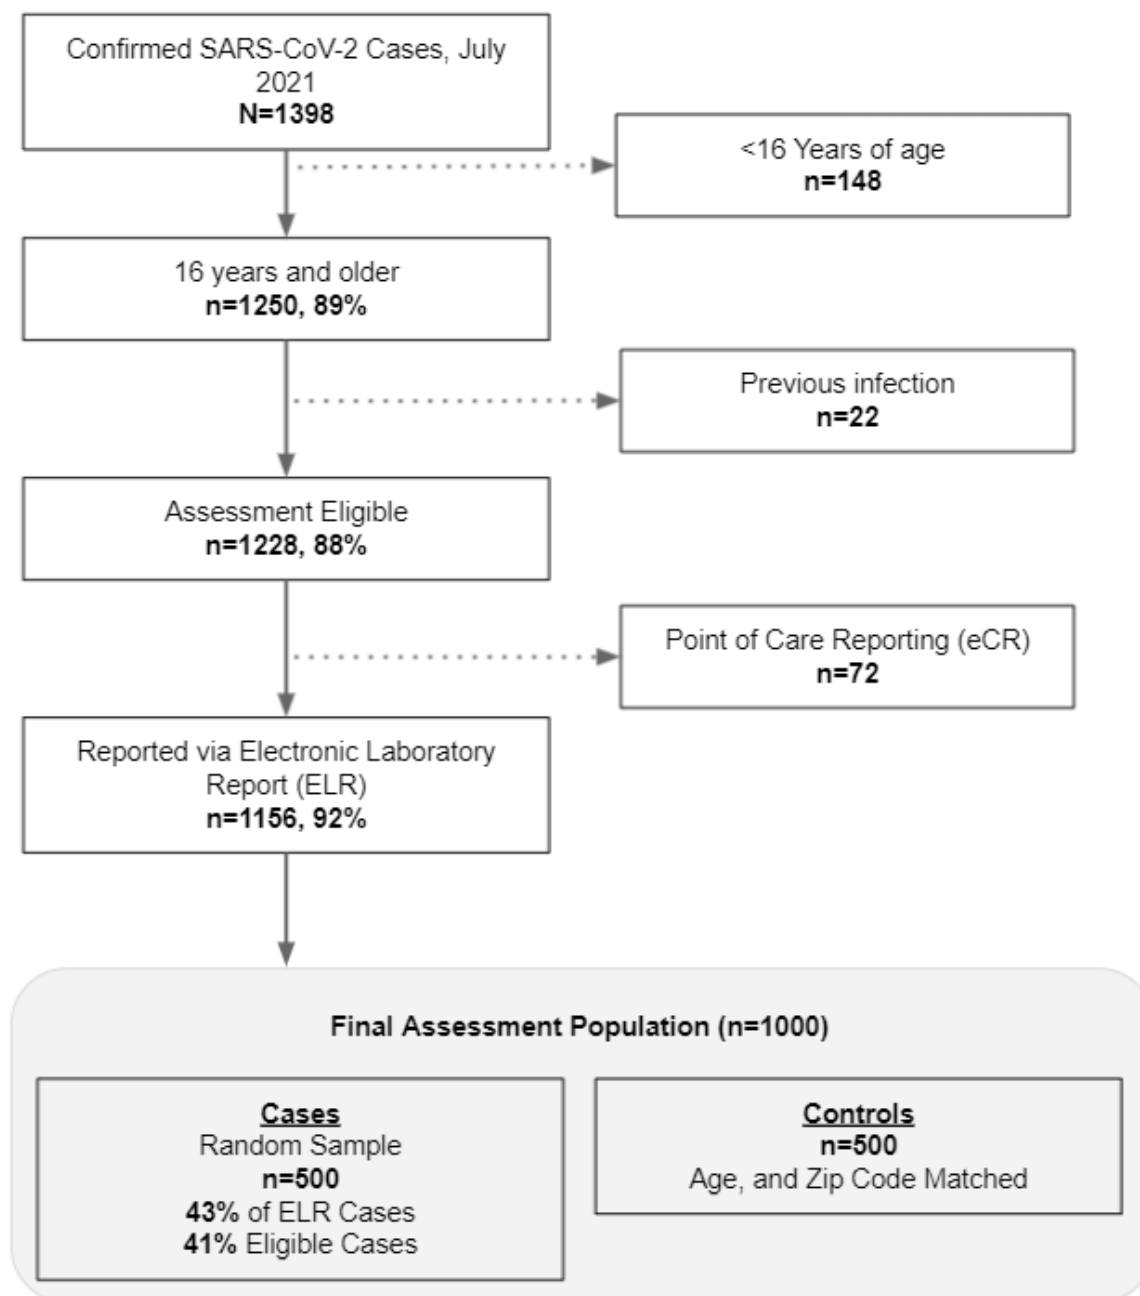 Confirmed SARS-CoV-2 Cases, July
2021
N=1398
<16 Years of age
n=148
16 years and older
n=1250, 89%
Previous infection
n=22
Assessment Eligible
n=1228, 88%
Point of Care Reporting (eCR)
n=72
Reported via Electronic Laboratory
Report (ELR)
n=1156, 92%
Final Assessment Population (n=1000)
Cases
Random Sample
n=500
43% of ELR Cases
41% Eligible Cases
Controls
n=500
Age, and Zip Code Matched